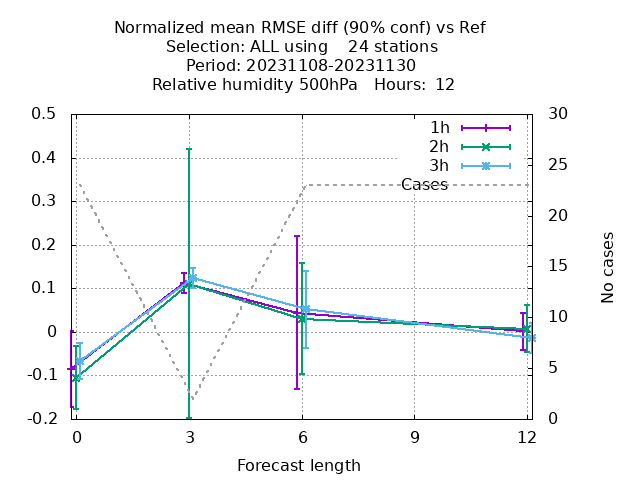 Normalized mean RMSE diff (90% conf) vs Ref
Selection: ALL using    24 stations
Period: 20231108-20231130
Relative humidity 500hPa   Hours:  12
0.5
0.4
0.3
0.2
0.1
0
-0.1
-0.2
30
25
20
15
10
5
0
1h
2h
3h
Cases
No cases
0 3 6 9 12
Forecast length